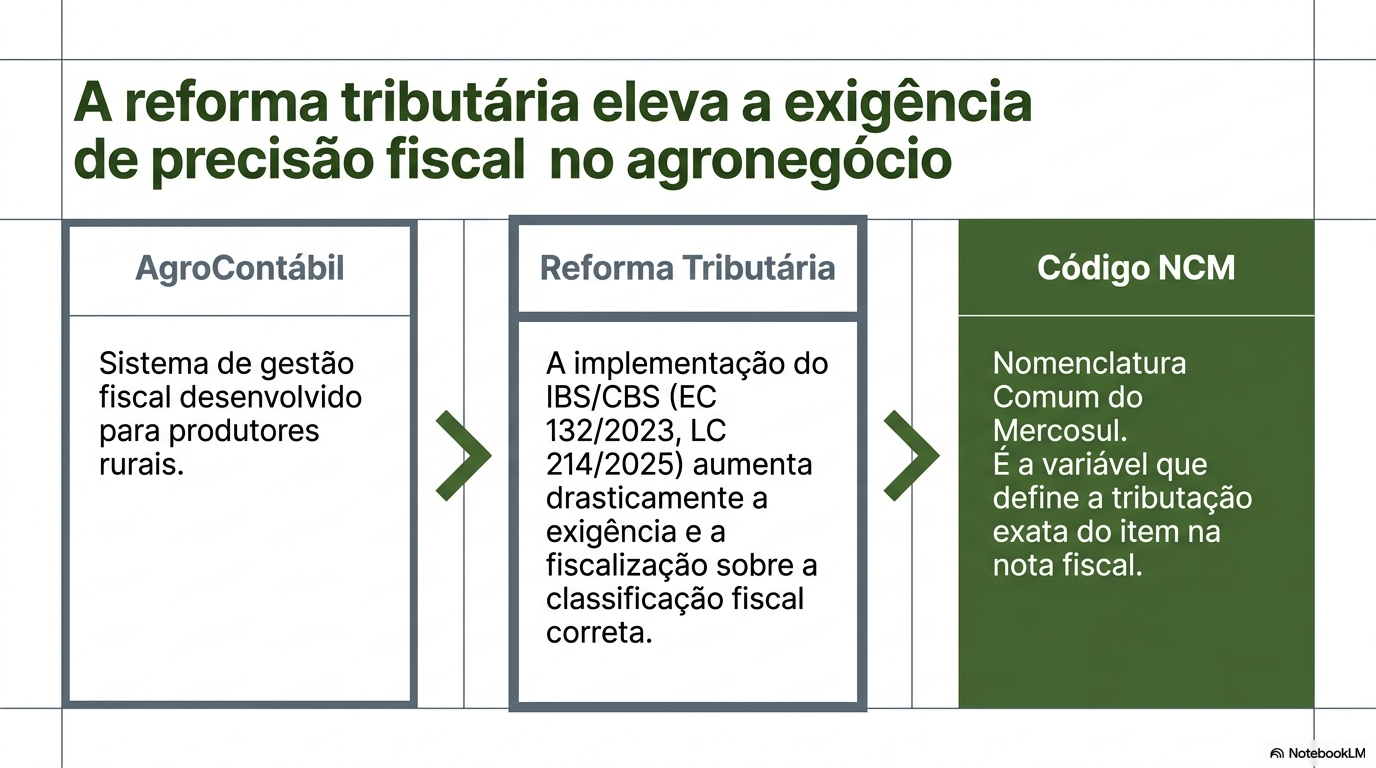 A reforma tributária eleva a exigência
de precisão fiscal no agronegócio
AgroContábil
Sistema de gestão
fiscal desenvolvido
para produtores
rurais.
Reforma Tributária
A implementação do
IBS/CBS (EC
132/2023, LC
214/2025) aumenta
drasticamente a
exigência e a
fiscalização sobre a
classificação fiscal
correta.
Código NCM
Nomenclatura
Comum do
Mercosul.
É a variável que
define a tributação
exata do item na
nota fiscal.
NotebookLM